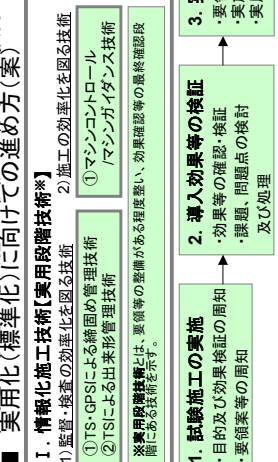 ■ 実用化(標準化)に向けての進め方(案)
Ⅰ．情報化施工技術【実用段階技術※】
1)監督・検査の効率化を図る技術
①TS・GPSによる締固め管理技術
②TSによる出来形管理技術
2) 施工の効率化を図る技術
①マシンコントロール
/マシンガイダンス技術
※実用段階技術とは、要領等の整備がある程度整い、効果確認等の最終確認段
階にある技術を示す。
1. 試験施工の実施
・目的及び効果検証の周知
・要領案等の周知
2. 導入効果等の検証
・効果等の確認・検証
・課題、問題点の検討
及び処理
3.
・要
・実
・実